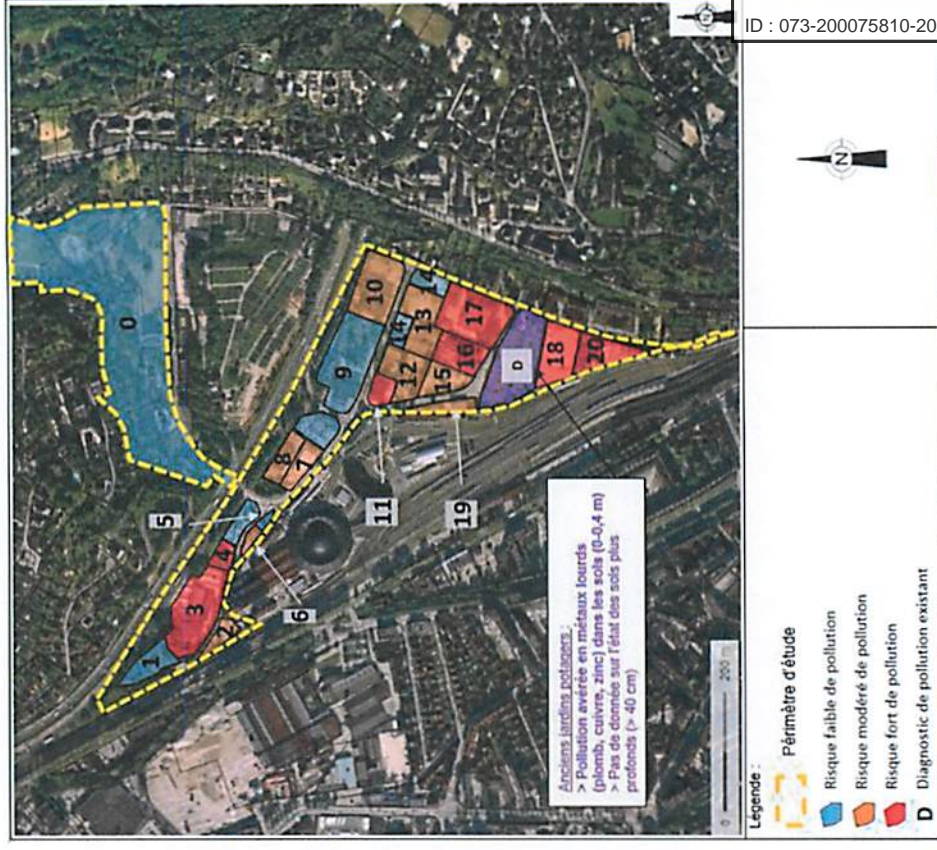 ID : 073-200075810-20
N
0
1
2
3
4
5
6
7
8
9
10
11
12
13
14
14
15
16
17
18
19
20
D
Anciens jardins potagers :
> Pollution avérée en métaux lourds
(plomb, cuivre, zinc) dans les sols (0-0,4 m)
> Pas de donnée sur l'état des sols plus
profonds (> 40 cm)
0 200 m
Légende :
Périmètre d'étude
Risque faible de pollution
Risque modéré de pollution
Risque fort de pollution
D Diagnostic de pollution existant
N